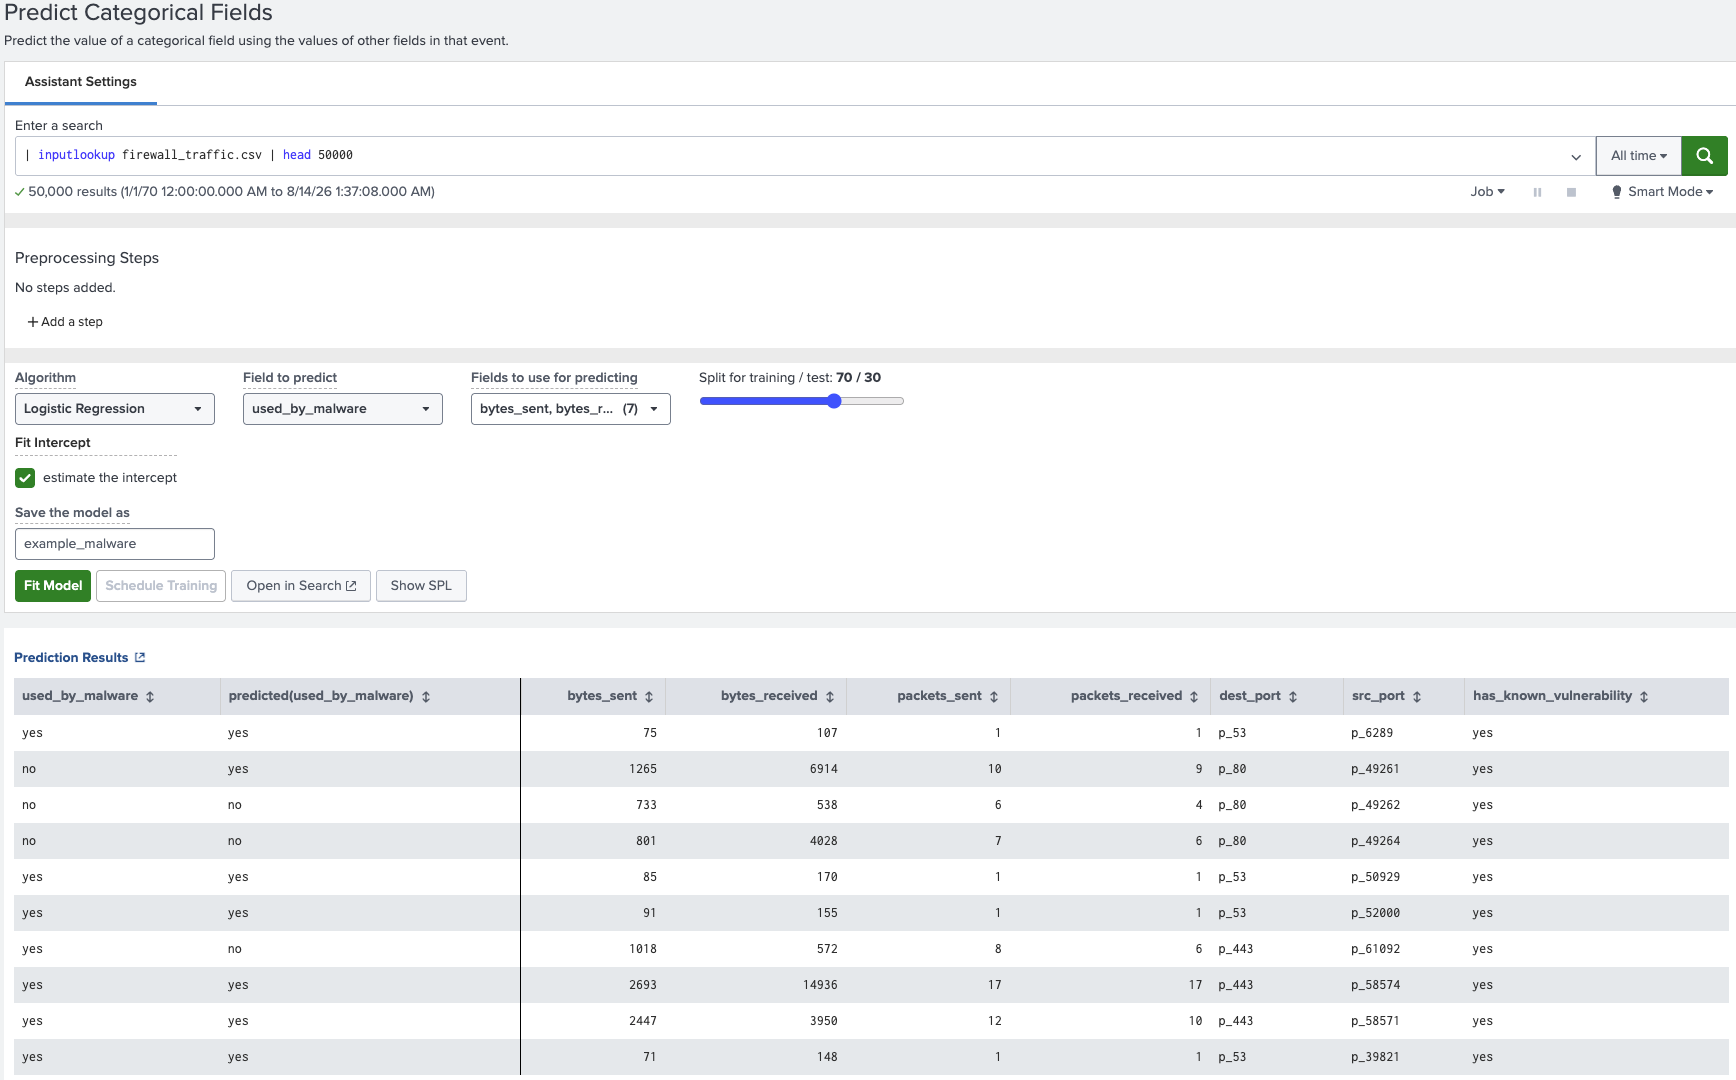 Predict Categorical Fields
Predict the value of a categorical field using the values of other fields in that event.
Assistant Settings
Enter a search
| inputlookup firewall_traffic.csv | head 50000
All time
50,000 results (1/1/70 12:00:00.000 AM to 8/14/26 1:37:08.000 AM)
Job
Smart Mode
Preprocessing Steps
No steps added.
+ Add a step
Algorithm Field to predict Fields to use for predicting Split for training / test: 70 / 30
Logistic Regression used_by_malware bytes_sent, bytes_r... (7)
Fit Intercept
estimate the intercept
Save the model as
example_malware
Fit Model Schedule Training Open in Search Show SPL
Prediction Results
used_by_malware predicted(used_by_malware) bytes_sent bytes_received packets_sent packets_received dest_port src_port has_known_vulnerability
yes yes 75 107 1 1 p_53 p_6289 yes
no yes 1265 6914 10 9 p_80 p_49261 yes
no no 733 538 6 4 p_80 p_49262 yes
no no 801 4028 7 6 p_80 p_49264 yes
yes yes 85 170 1 1 p_53 p_50929 yes
yes yes 91 155 1 1 p_53 p_52000 yes
yes no 1018 572 8 6 p_443 p_61092 yes
yes yes 2693 14936 17 17 p_443 p_58574 yes
yes yes 2447 3950 12 10 p_443 p_58571 yes
yes yes 71 148 1 1 p_53 p_39821 yes